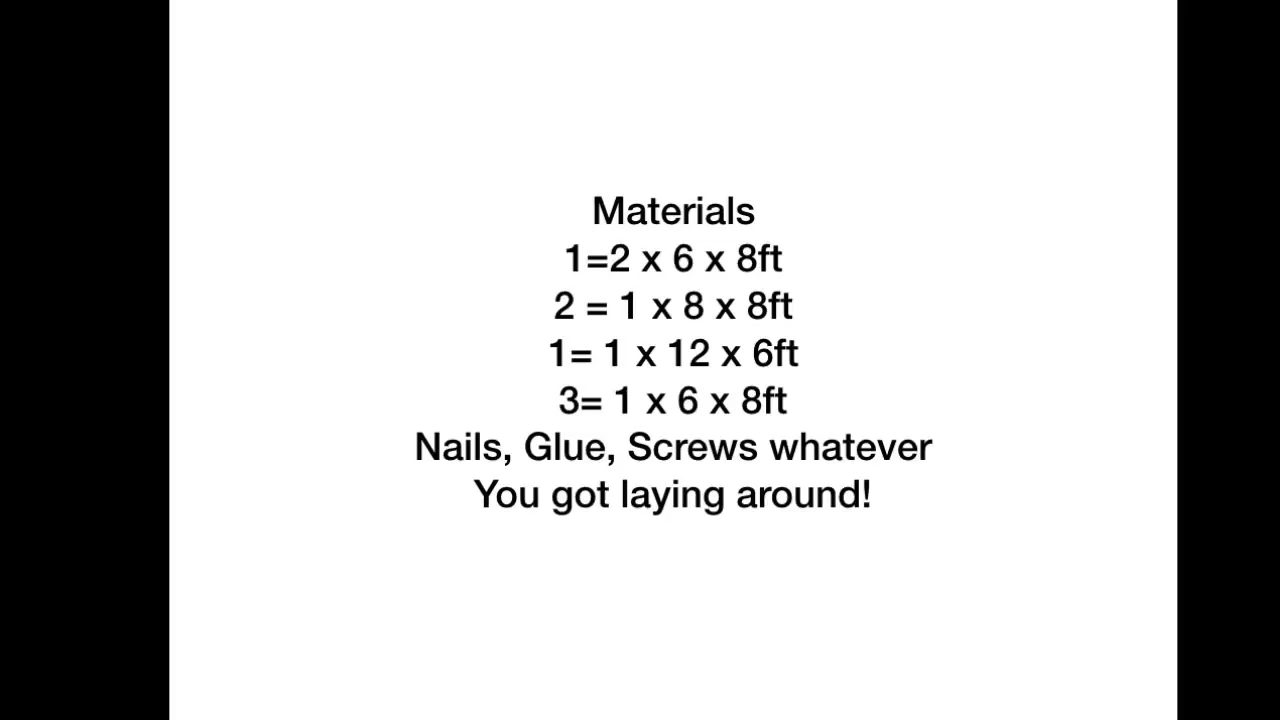 Materials
1=2 x 6 x 8ft
2 = 1 x 8 x 8ft
1= 1 x 12 x 6ft
3= 1 x 6 x 8ft
Nails, Glue, Screws whatever
You got laying around!